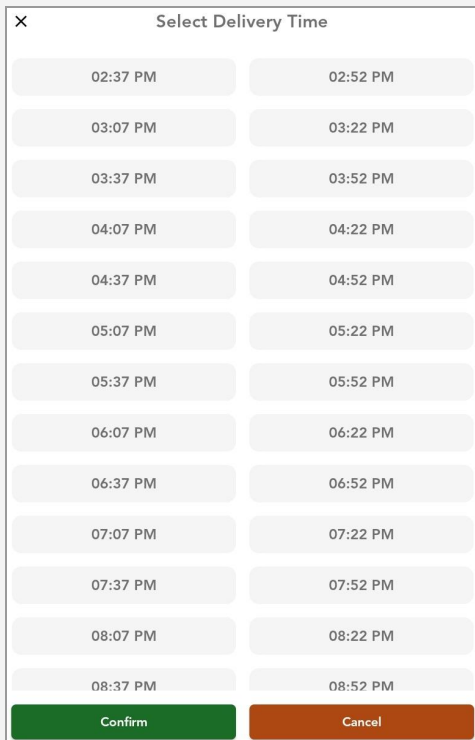 Select Delivery Time
02:37 PM 02:52 PM
03:07 PM 03:22 PM
03:37 PM 03:52 PM
04:07 PM 04:22 PM
04:37 PM 04:52 PM
05:07 PM 05:22 PM
05:37 PM 05:52 PM
06:07 PM 06:22 PM
06:37 PM 06:52 PM
07:07 PM 07:22 PM
07:37 PM 07:52 PM
08:07 PM 08:22 PM
08:37 PM 08:52 PM
Confirm Cancel